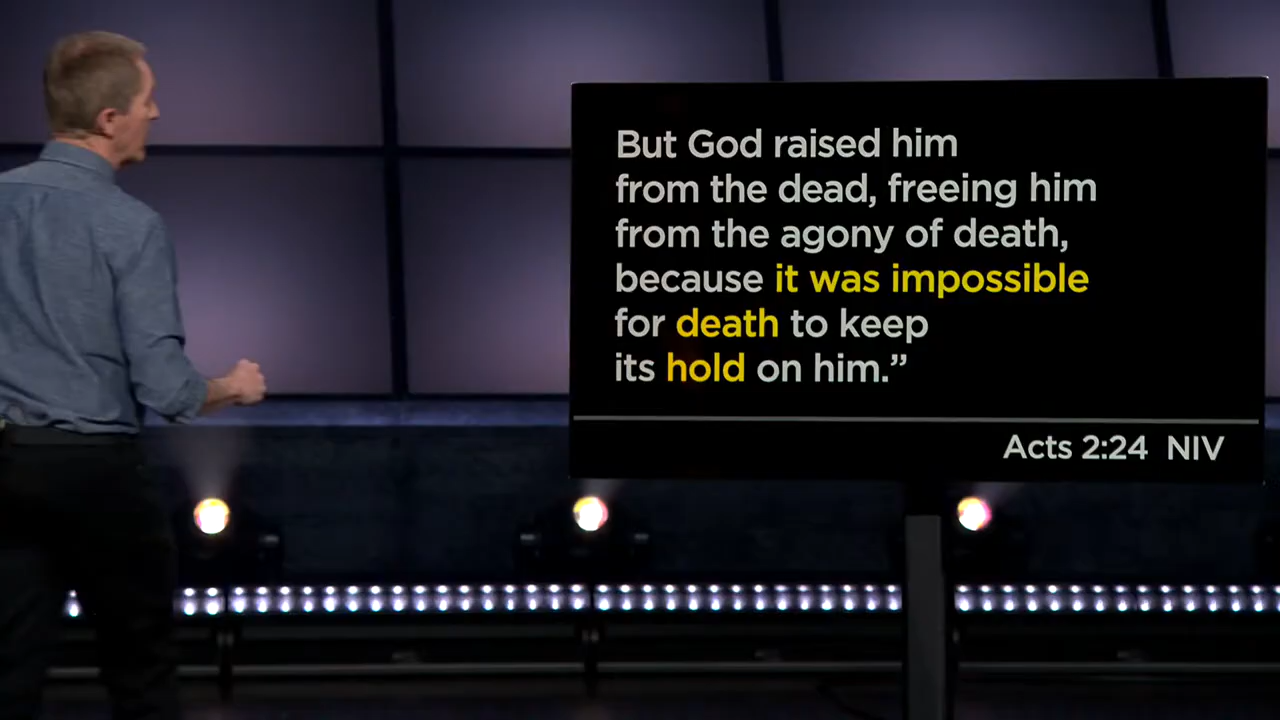 But God raised him
from the dead, freeing him
from the agony of death,
because it was impossible
for death to keep
its hold on him.”
Acts 2:24 NIV